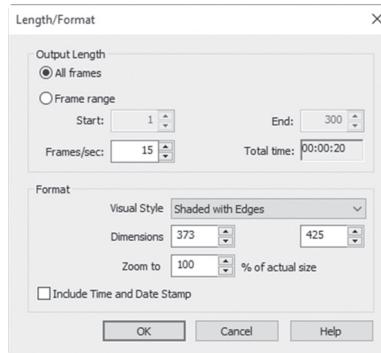 Length/Format
Output Length
All frames
Frame range
Start: 1 End: 300
Frames/sec: 15 Total time: 00:00:20
Format
Visual Style Shaded with Edges
Dimensions 373 425
Zoom to 100 % of actual size
Include Time and Date Stamp
OK Cancel Help